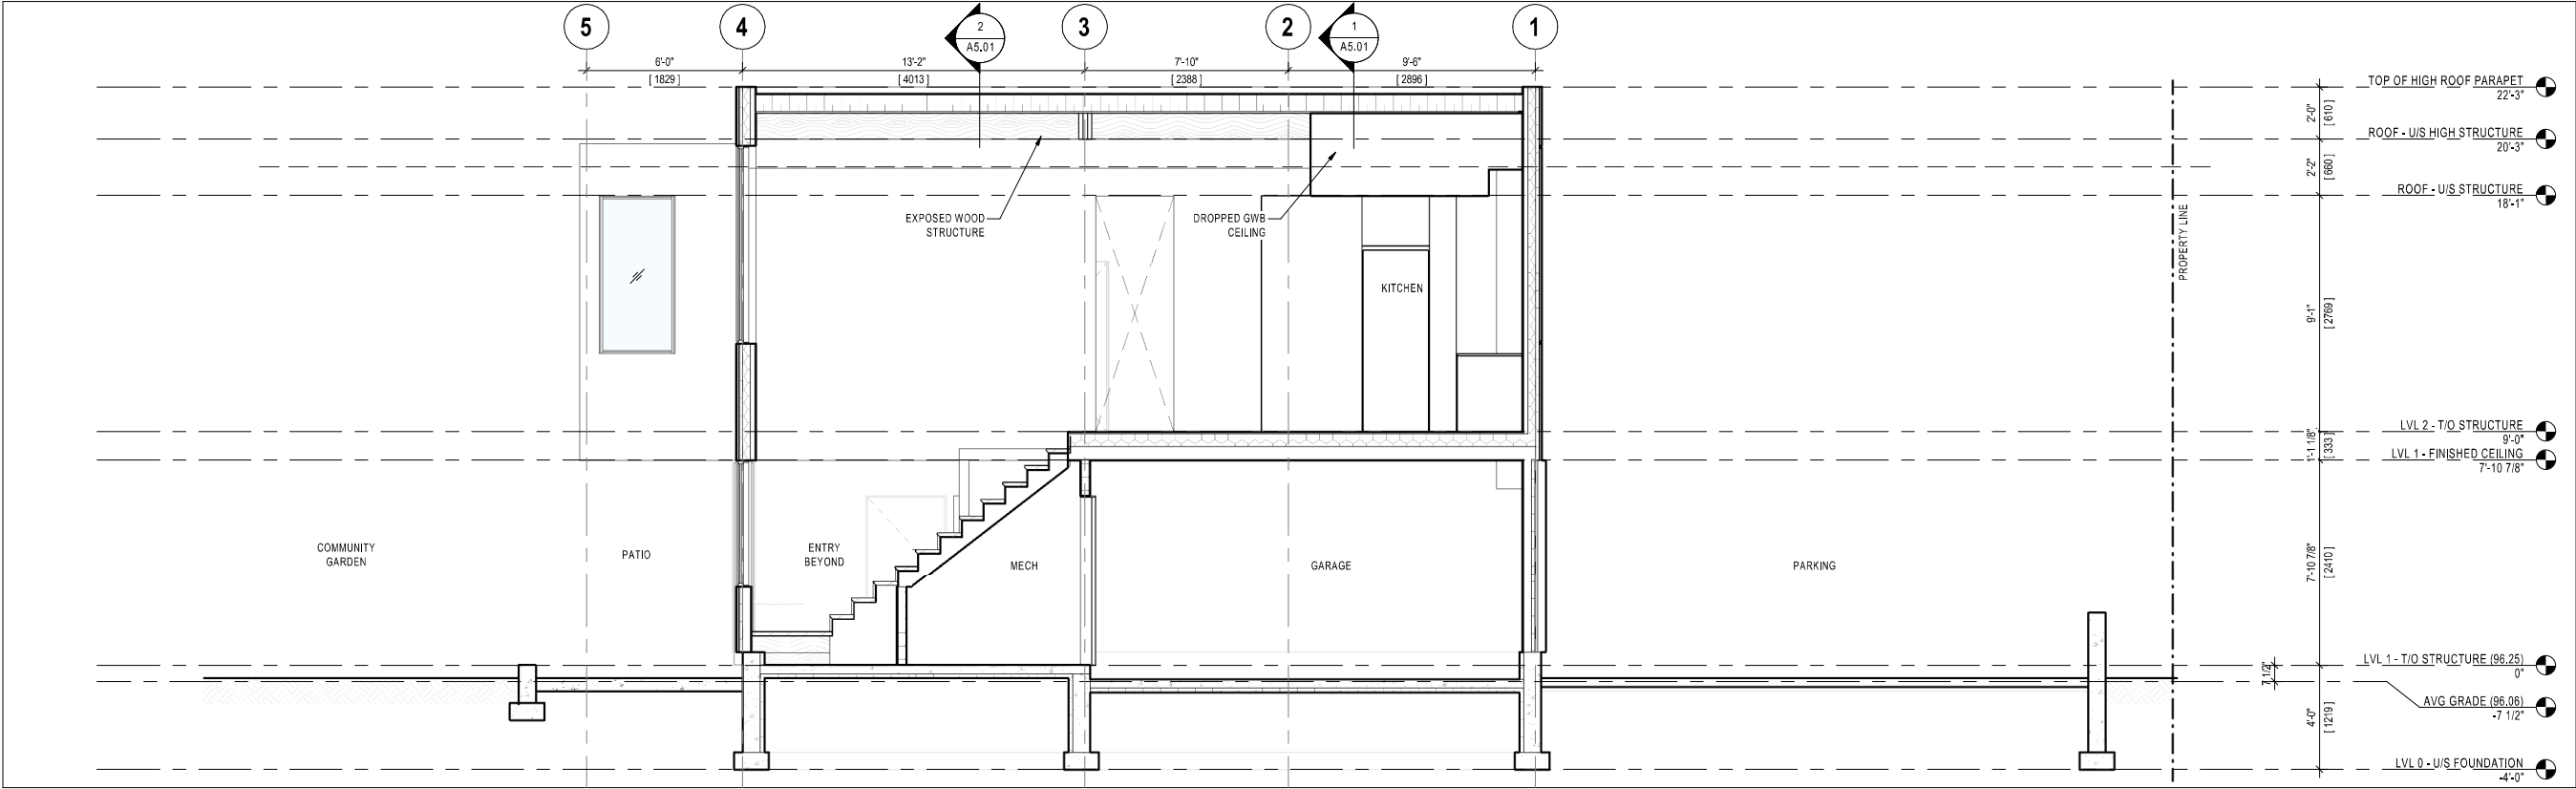 5
4
2
A5.01
3
2
1
A5.01
1
6'-0"
[ 1829 ]
13'-2"
[ 4013 ]
7'-10"
[ 2388 ]
9'-6"
[ 2896 ]
TOP OF HIGH ROOF PARAPET
22'-3"
2'-0"
[ 610 ]
ROOF - U/S HIGH STRUCTURE
20'-3"
2'-2"
[ 660 ]
ROOF - U/S STRUCTURE
18'-1"
EXPOSED WOOD
STRUCTURE
DROPPED GWB
CEILING
PROPERTY LINE
KITCHEN
9'-1"
[ 2769 ]
LVL 2 - T/O STRUCTURE
9'-0"
1'-1 1/8"
[ 333 ]
LVL 1 - FINISHED CEILING
7'-10 7/8"
COMMUNITY
GARDEN
PATIO
ENTRY
BEYOND
MECH
GARAGE
PARKING
7'-10 7/8"
[ 2410 ]
LVL 1 - T/O STRUCTURE (96.25)
0"
7 1/2"
AVG GRADE (96.06)
-7 1/2"
4'-0"
[ 1219 ]
LVL 0 - U/S FOUNDATION
-4'-0"